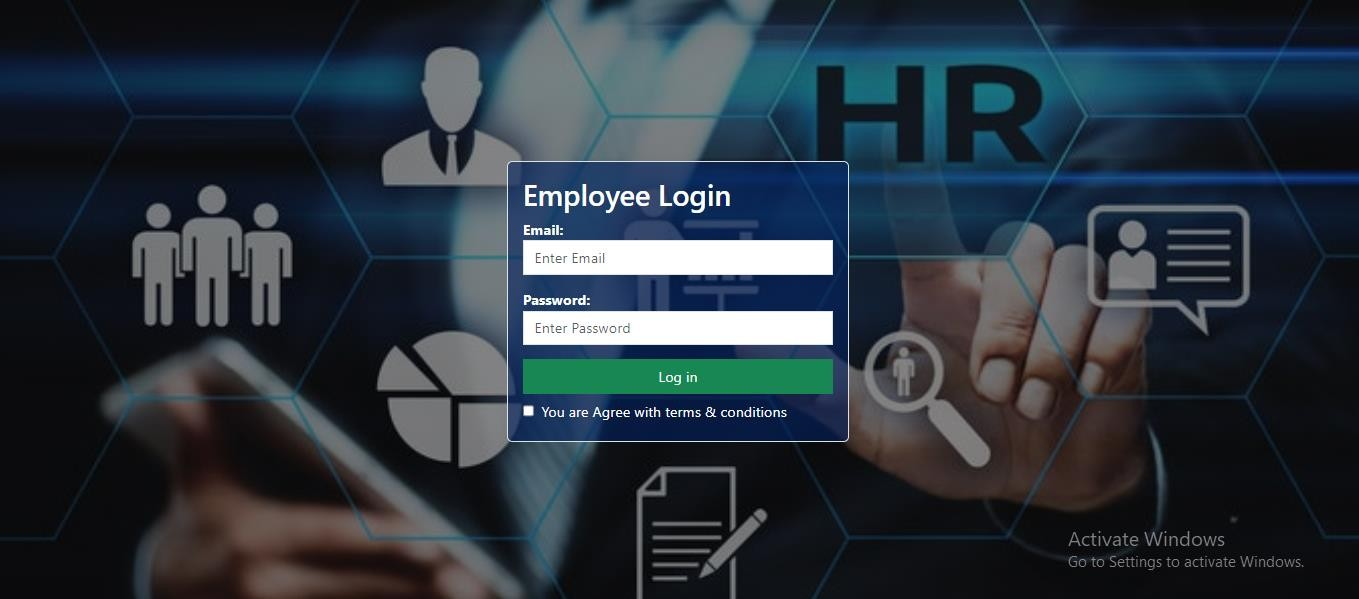 HR
Employee Login
Email:
Enter Email
Password:
Enter Password
Log in
You are Agree with terms & conditions
Activate Windows
Go to Settings to activate Windows.